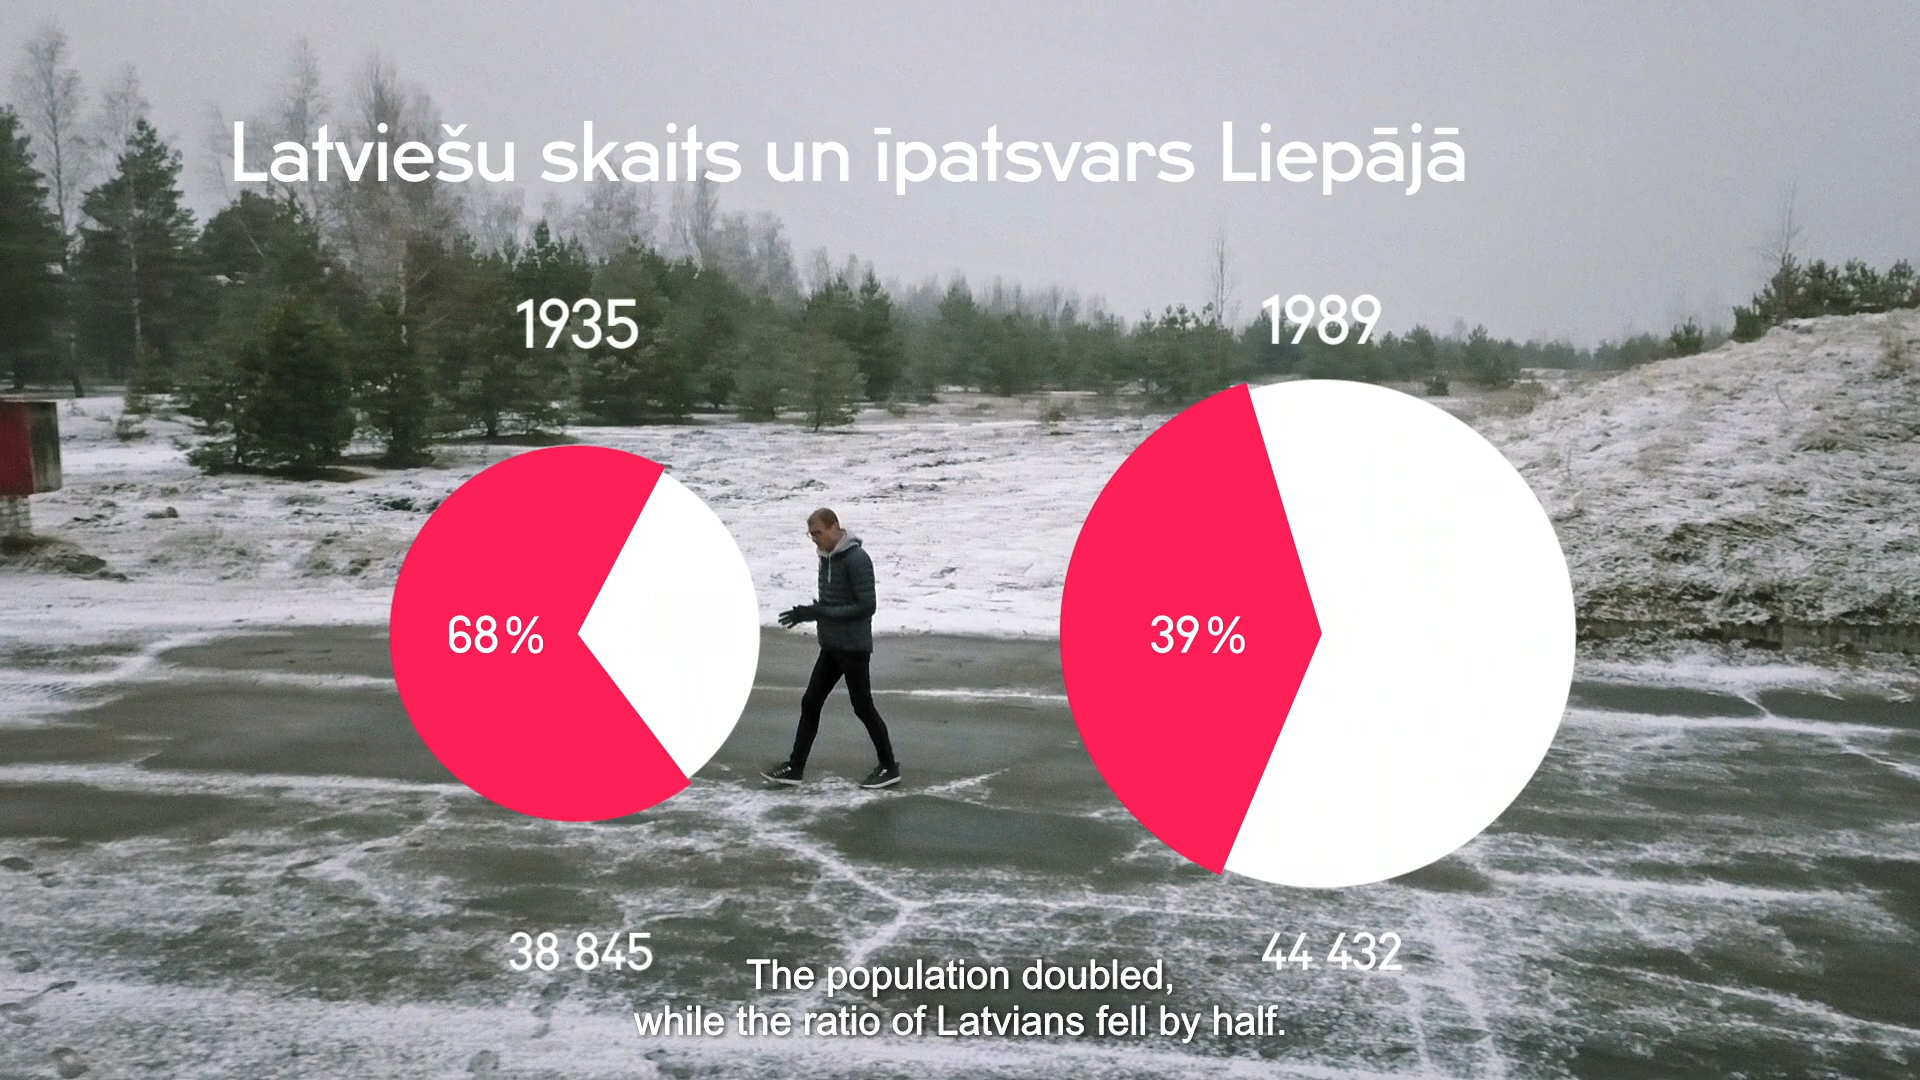 Latviešu skaits un īpatsvars Liepājā
1935
1989
68%
39%
38 845
44 432
The population doubled,
while the ratio of Latvians fell by half.